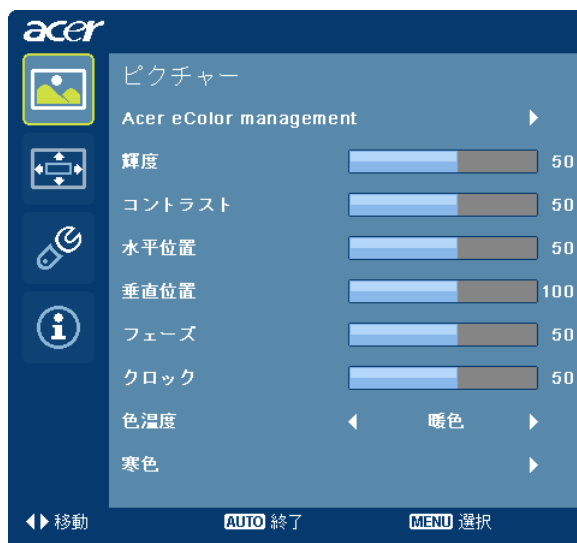 acer
ピクチャー
Acer eColor management
輝度 50
コントラスト 50
水平位置 50
垂直位置 100
フェーズ 50
クロック 50
色温度 暖色
寒色
移動 AUTO 終了 MENU 選択